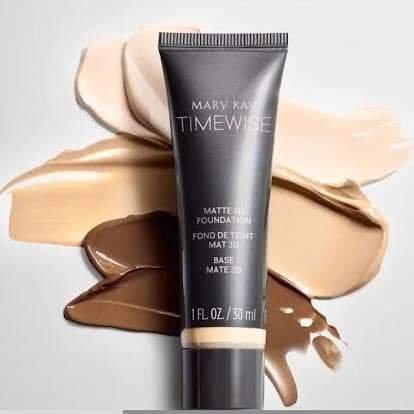 MARY KAY
TIMEWISE
MATTE 3D
FOUNDATION
FOND DE TEINT
MAT 3D
BASE
MATE 3D
1 FL. OZ. / 30 ml